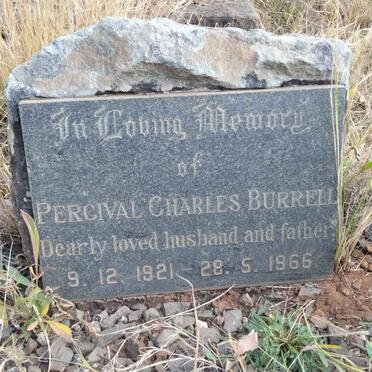 In Loving Memory
of
PERCIVAL CHARLES BURRELL
Dearly loved husband and father
9. 12. 1921 - 28. 5. 1966